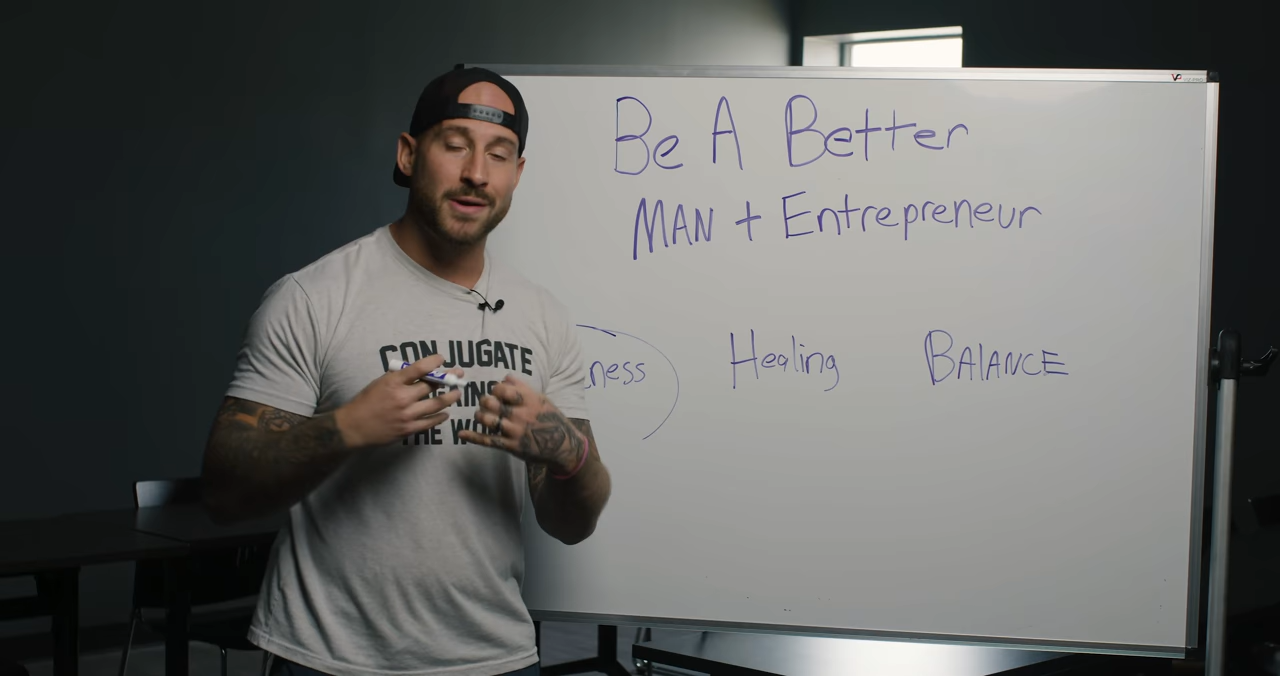 Be A Better
MAN + Entrepreneur
Healing BALANCE
CONJUGATE
THE